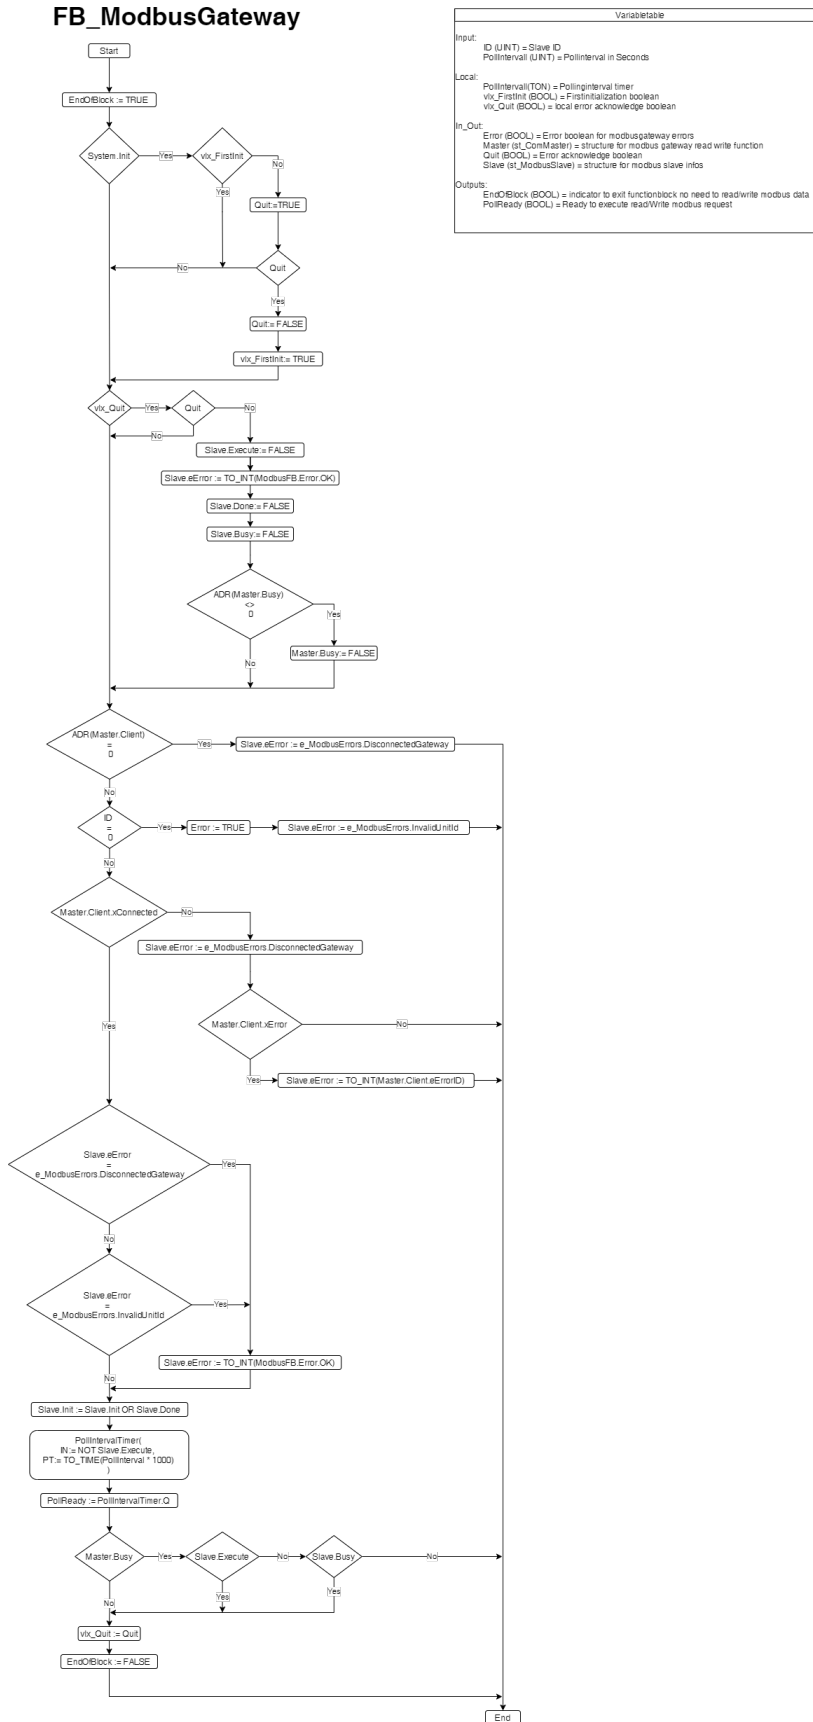 FB_ModbusGateway
Variabletable
Input:
ID (UINT) = Slave ID
PollIntervall (UINT) = Pollinterval in Seconds
Local:
PollIntervall(TON) = Pollinginterval timer
vlx_FirstInit (BOOL) = Firstinitialization boolean
vlx_Quit (BOOL) = local error acknowledge boolean
In_Out:
Error (BOOL) = Error boolean for modbusgateway errors
Master (st_ComMaster) = structure for modbus gateway read write function
Quit (BOOL) = Error acknowledge boolean
Slave (st_ModbusSlave) = structure for modbus slave infos
Outputs:
EndOfBlock (BOOL) = indicator to exit functionblock no need to read/write modbus data
PollReady (BOOL) = Ready to execute read/Write modbus request
Start
EndOfBlock := TRUE
System.Init
Yes
vlx_FirstInit
No
Yes
Quit:=TRUE
Quit
No
Yes
Quit:= FALSE
vlx_FirstInit:= TRUE
vlx_Quit
Yes
Quit
No
No
Slave.Execute:= FALSE
Slave.eError := TO_INT(ModbusFB.Error.OK)
Slave.Done:= FALSE
Slave.Busy:= FALSE
ADR(Master.Busy)
<>
0
Yes
Master.Busy:= FALSE
No
ADR(Master.Client)
=
0
Yes
Slave.eError := e_ModbusErrors.DisconnectedGateway
No
ID
=
0
Yes
Error := TRUE
Slave.eError := e_ModbusErrors.InvalidUnitId
No
Master.Client.xConnected
No
Slave.eError := e_ModbusErrors.DisconnectedGateway
Master.Client.xError
No
Yes
Yes
Slave.eError := TO_INT(Master.Client.eErrorID)
Slave.eError
=
e_ModbusErrors.DisconnectedGateway
Yes
No
Slave.eError
=
e_ModbusErrors.InvalidUnitId
Yes
Slave.eError := TO_INT(ModbusFB.Error.OK)
No
Slave.Init := Slave.Init OR Slave.Done
PollIntervalTimer(
IN:= NOT Slave.Execute,
PT:= TO_TIME(PollInterval * 1000)
)
PollReady := PollIntervalTimer.Q
Master.Busy
Yes
Slave.Execute
No
Slave.Busy
No
No
Yes
Yes
vlx_Quit := Quit
EndOfBlock := FALSE
End